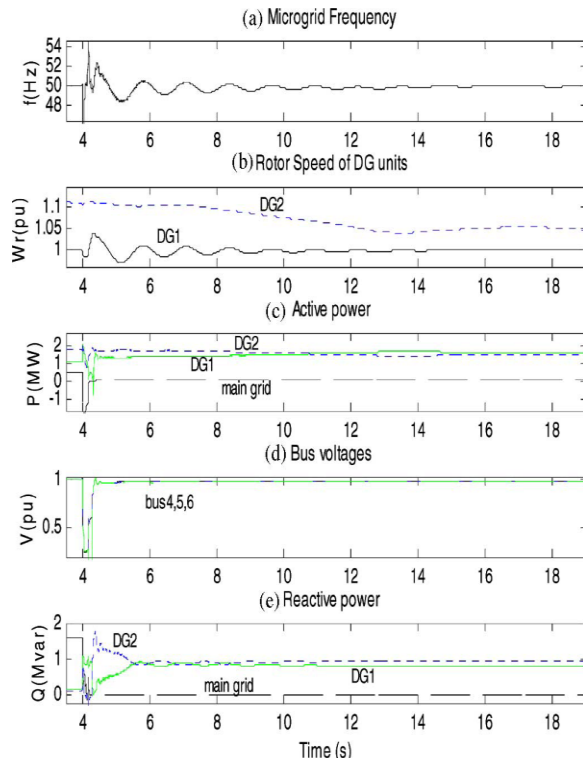 (a) Microgrid Frequency
f(Hz)
54
52
50
48
4 6 8 10 12 14 16 18
(b) Rotor Speed of DG units
Wr(pu)
1.1
1.05
1
DG2
DG1
4 6 8 10 12 14 16 18
(c) Active power
P(MW)
2
1
0
-1
DG2
DG1
main grid
4 6 8 10 12 14 16 18
(d) Bus voltages
V(pu)
1
0.5
bus4,5,6
4 6 8 10 12 14 16 18
(e) Reactive power
Q(Mvar)
2
1
0
DG2
DG1
main grid
4 6 8 10 12 14 16 18
Time (s)